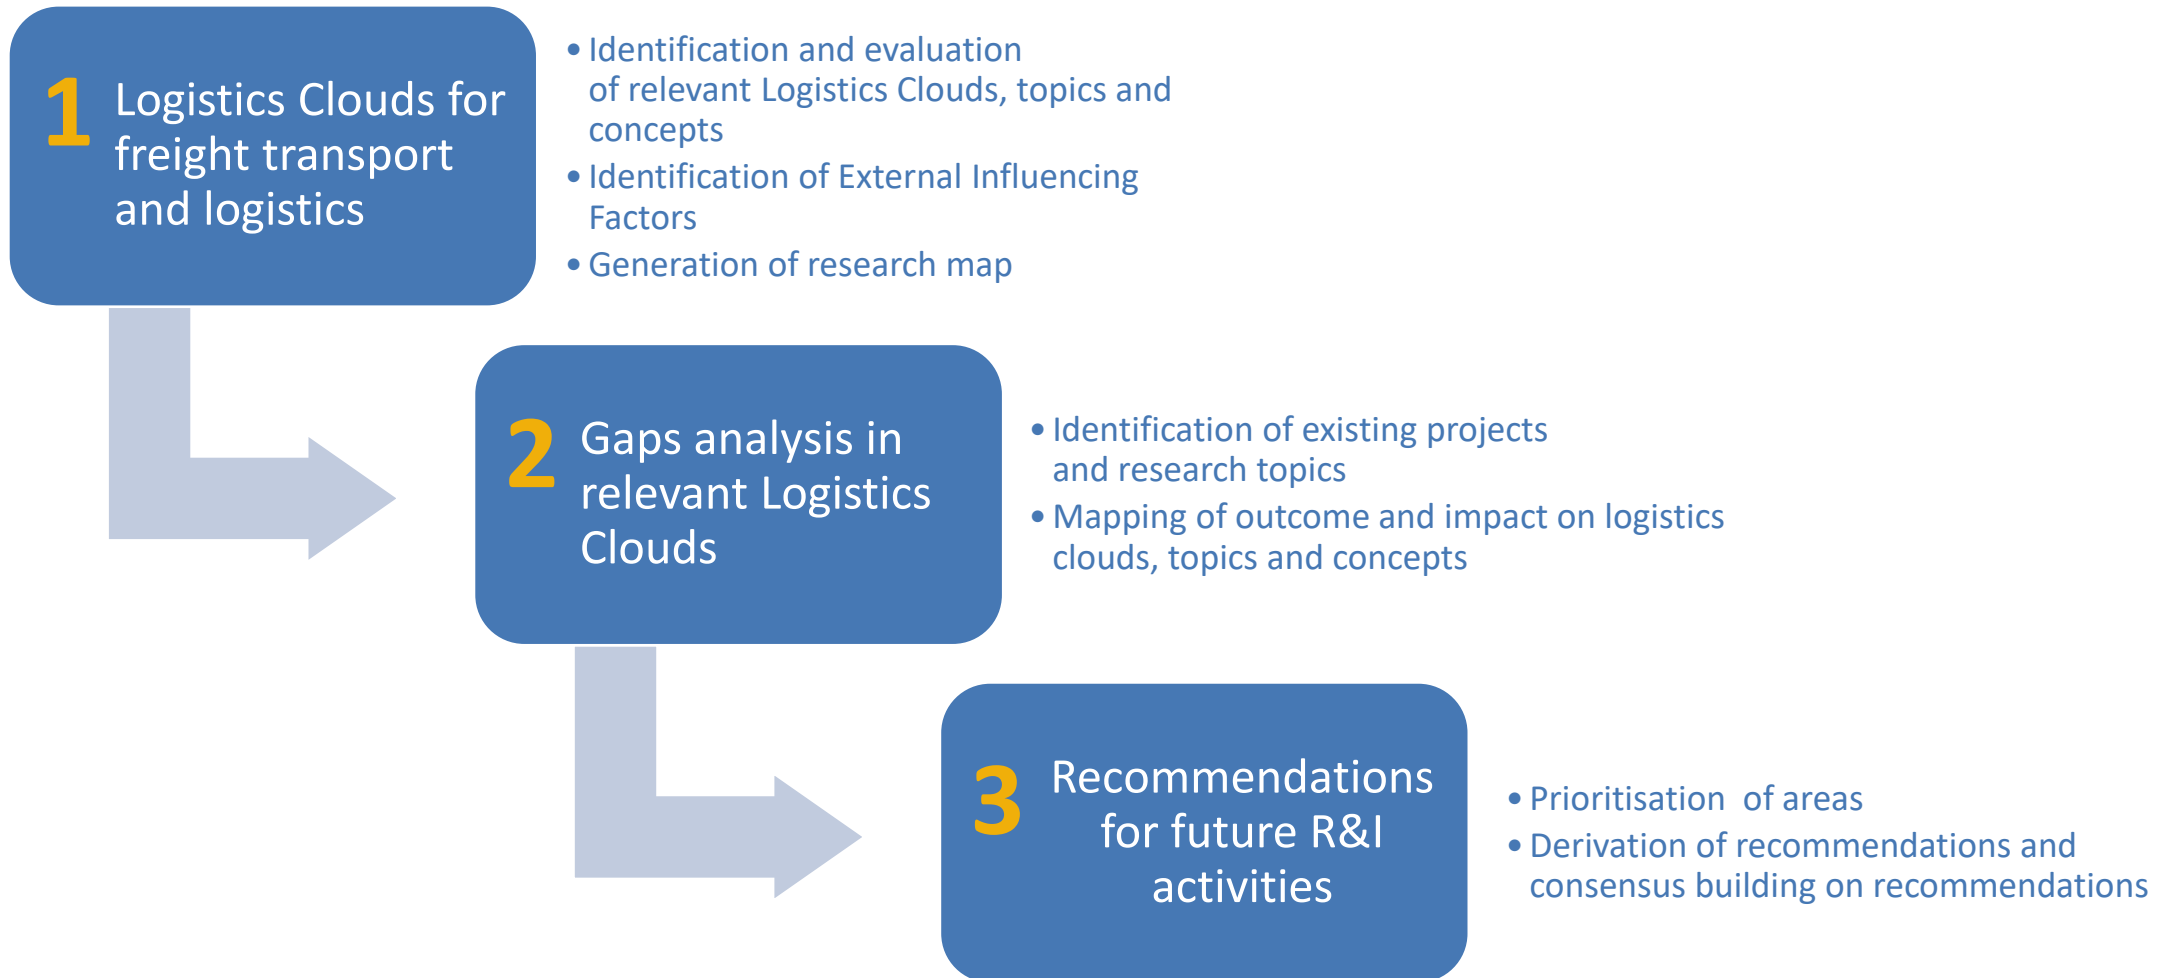 1
Logistics Clouds for
freight transport
and logistics
• Identification and evaluation
of relevant Logistics Clouds, topics and
concepts
• Identification of External Influencing
Factors
• Generation of research map
2
Gaps analysis in
relevant Logistics
Clouds
• Identification of existing projects
and research topics
• Mapping of outcome and impact on logistics
clouds, topics and concepts
3
Recommendations
for future R&I
activities
• Prioritisation  of areas
• Derivation of recommendations and
consensus building on recommendations